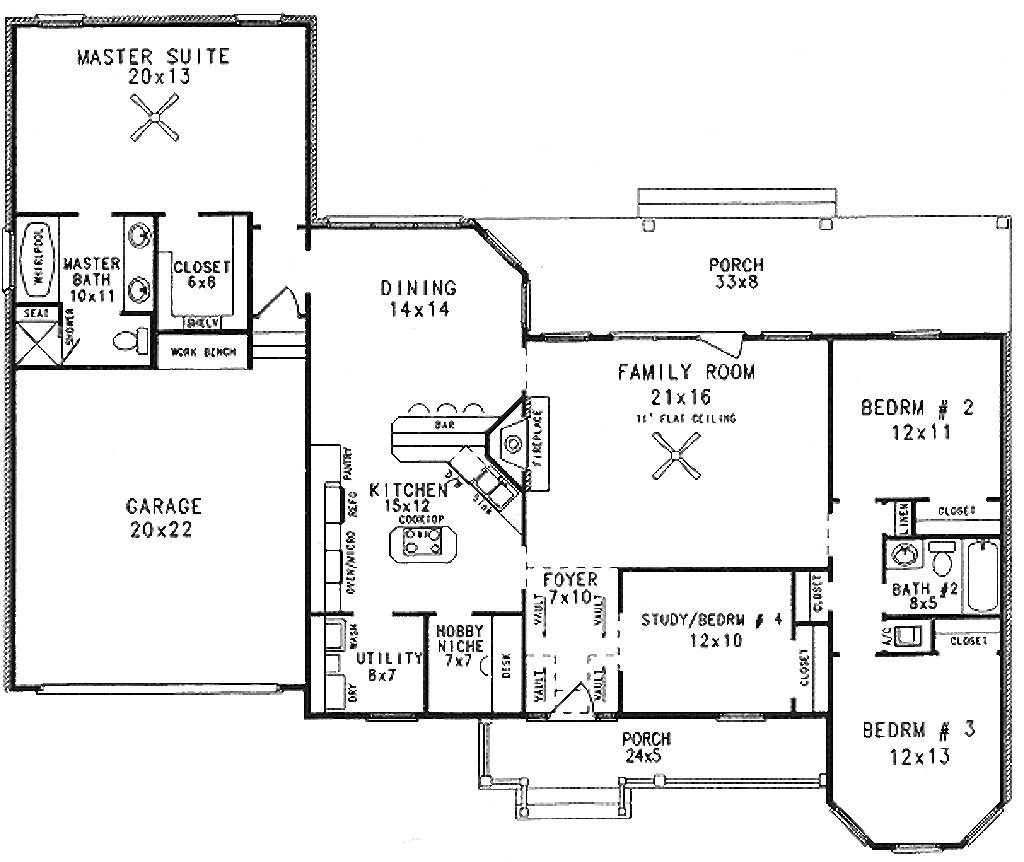 MASTER SUITE
20x13
WHIRLPOOL
MASTER
BATH
10x11
CLOSET
6x8
SHELV
SEAT
SHOWER
WORK BENCH
DINING
14x14
PORCH
33x8
FAMILY ROOM
21x16
11' FLAT CEILING
BEDRM # 2
12x11
BAR
FIREPLACE
GARAGE
20x22
PANTRY
REFG
KITCHEN
15x12
D/W
SINK
COOKTOP
OVEN/MICRO
LINEN
CLOSET
FOYER
7x10
VAULT
VAULT
VAULT
VAULT
STUDY/BEDRM # 4
12x10
CLOSET
CLOSET
BATH #2
8x5
A/C
CLOSET
WASH
UTILITY
8x7
DRY
HOBBY
NICHE
7x7
DESK
PORCH
24x5
BEDRM # 3
12x13